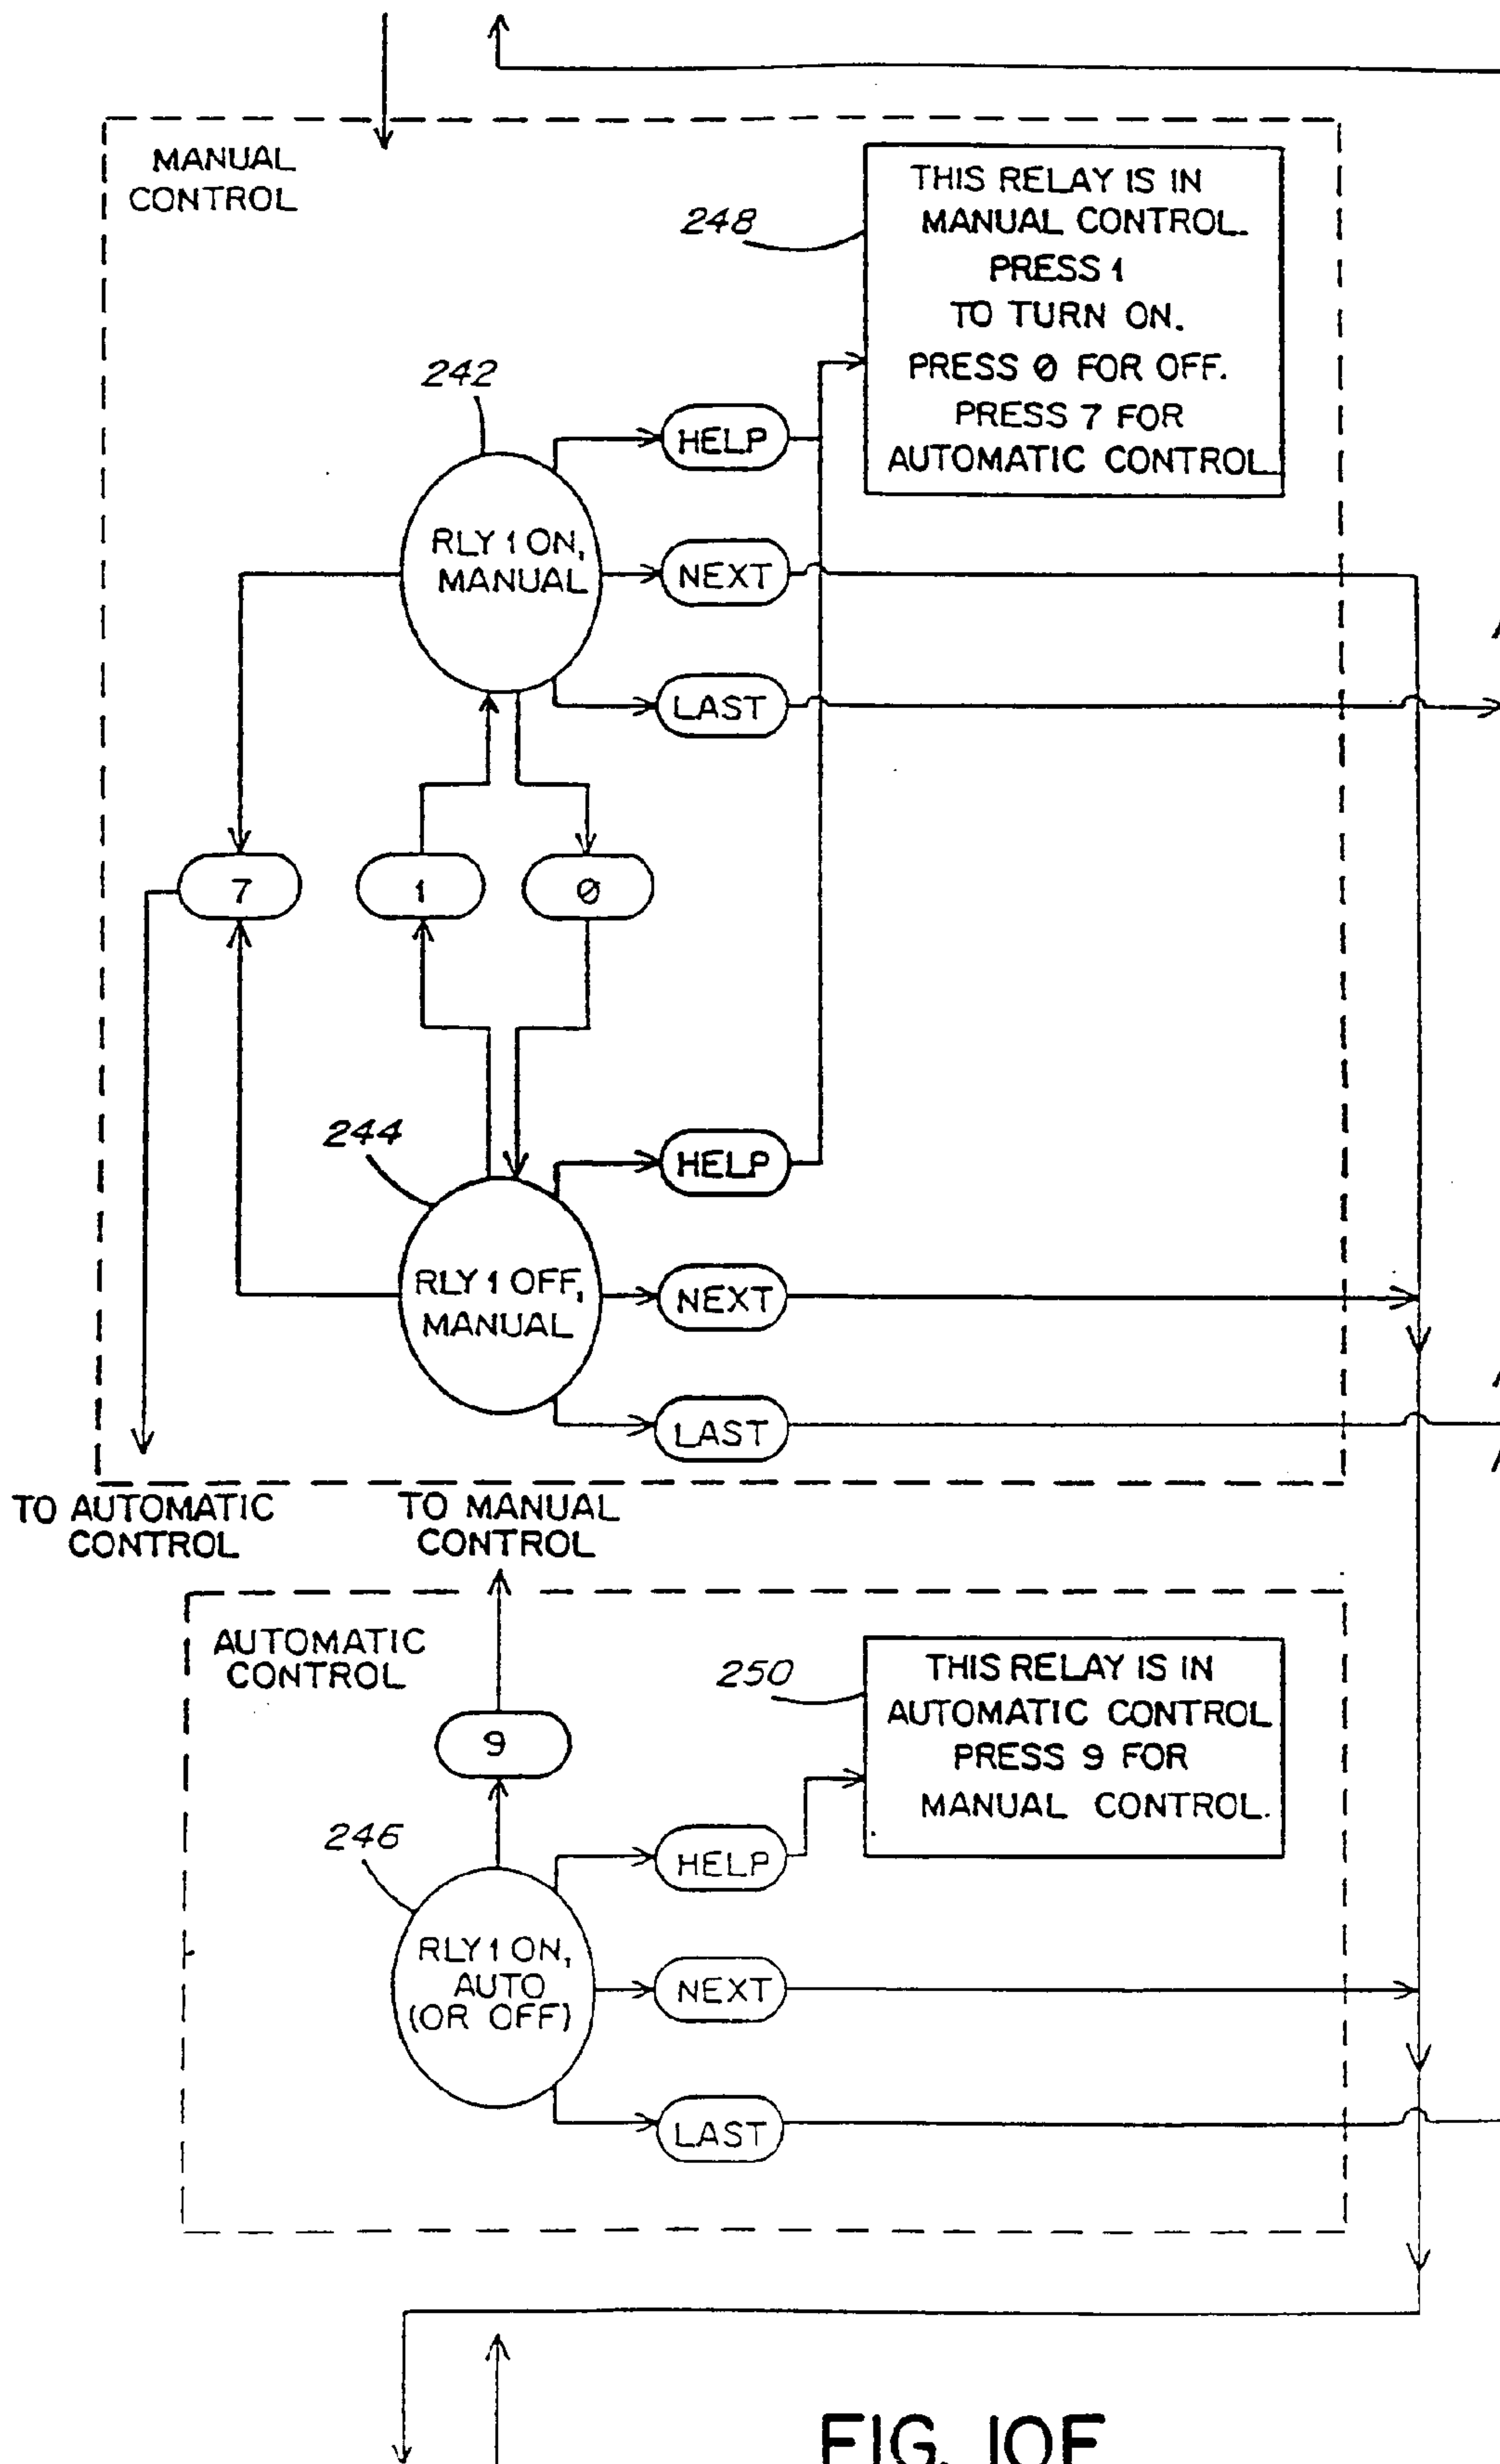 MANUAL
CONTROL
248
THIS RELAY IS IN
MANUAL CONTROL.
PRESS 1
TO TURN ON.
PRESS 0 FOR OFF.
PRESS 7 FOR
AUTOMATIC CONTROL
242
HELP
RLY 1 ON,
MANUAL
NEXT
LAST
7
1
0
244
HELP
RLY 1 OFF,
MANUAL
NEXT
LAST
TO AUTOMATIC
CONTROL
TO MANUAL
CONTROL
AUTOMATIC
CONTROL
250
THIS RELAY IS IN
AUTOMATIC CONTROL
PRESS 9 FOR
MANUAL CONTROL.
9
246
HELP
RLY 1 ON,
AUTO
(OR OFF)
NEXT
LAST